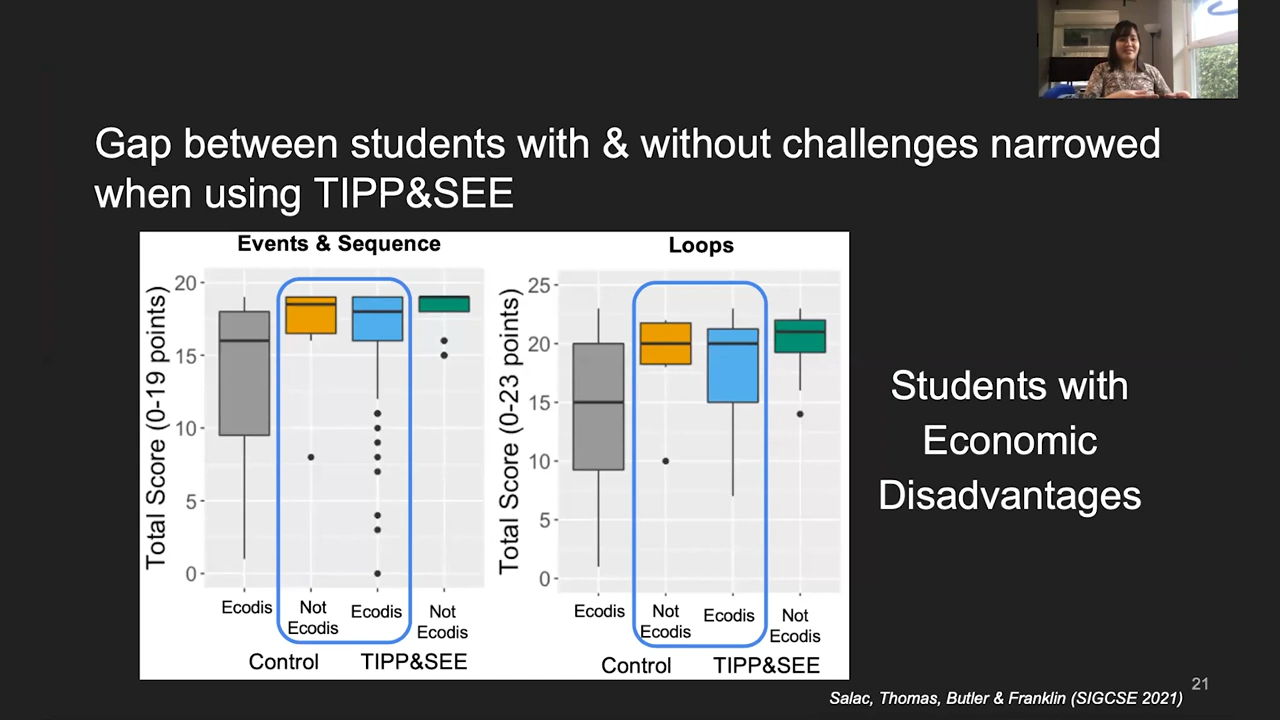 Gap between students with & without challenges narrowed
when using TIPP&SEE
Events & Sequence
Total Score (0-19 points)
20
15
10
5
0
Ecodis
Not
Ecodis
Ecodis
Not
Ecodis
Control
TIPP&SEE
Loops
Total Score (0-23 points)
25
20
15
10
5
0
Ecodis
Not
Ecodis
Ecodis
Not
Ecodis
Control
TIPP&SEE
Students with
Economic
Disadvantages
21
Salac, Thomas, Butler & Franklin (SIGCSE 2021)